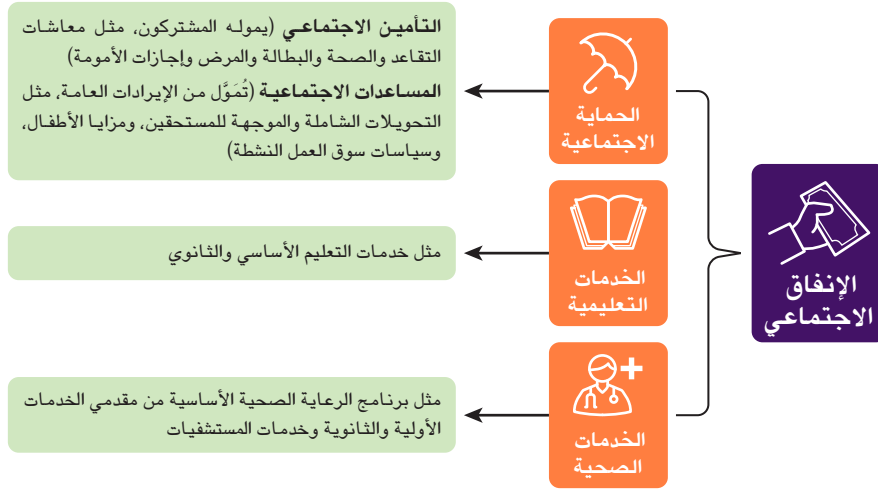 الإنفاق
الاجتماعي
الحماية
الاجتماعية
التأمين الاجتماعي (يموله المشتركون، مثل معاشات
التقاعد والصحة والبطالة والمرض وإجازات الأمومة)
المساعدات الاجتماعية (تُمَوَّل من الإيرادات العامة، مثل
التحويلات الشاملة والموجهة للمستحقين، ومزايا الأطفال،
وسياسات سوق العمل النشطة)
الخدمات
التعليمية
مثل خدمات التعليم الأساسي والثانوي
الخدمات
الصحية
مثل برنامج الرعاية الصحية الأساسية من مقدمي الخدمات
الأولية والثانوية وخدمات المستشفيات